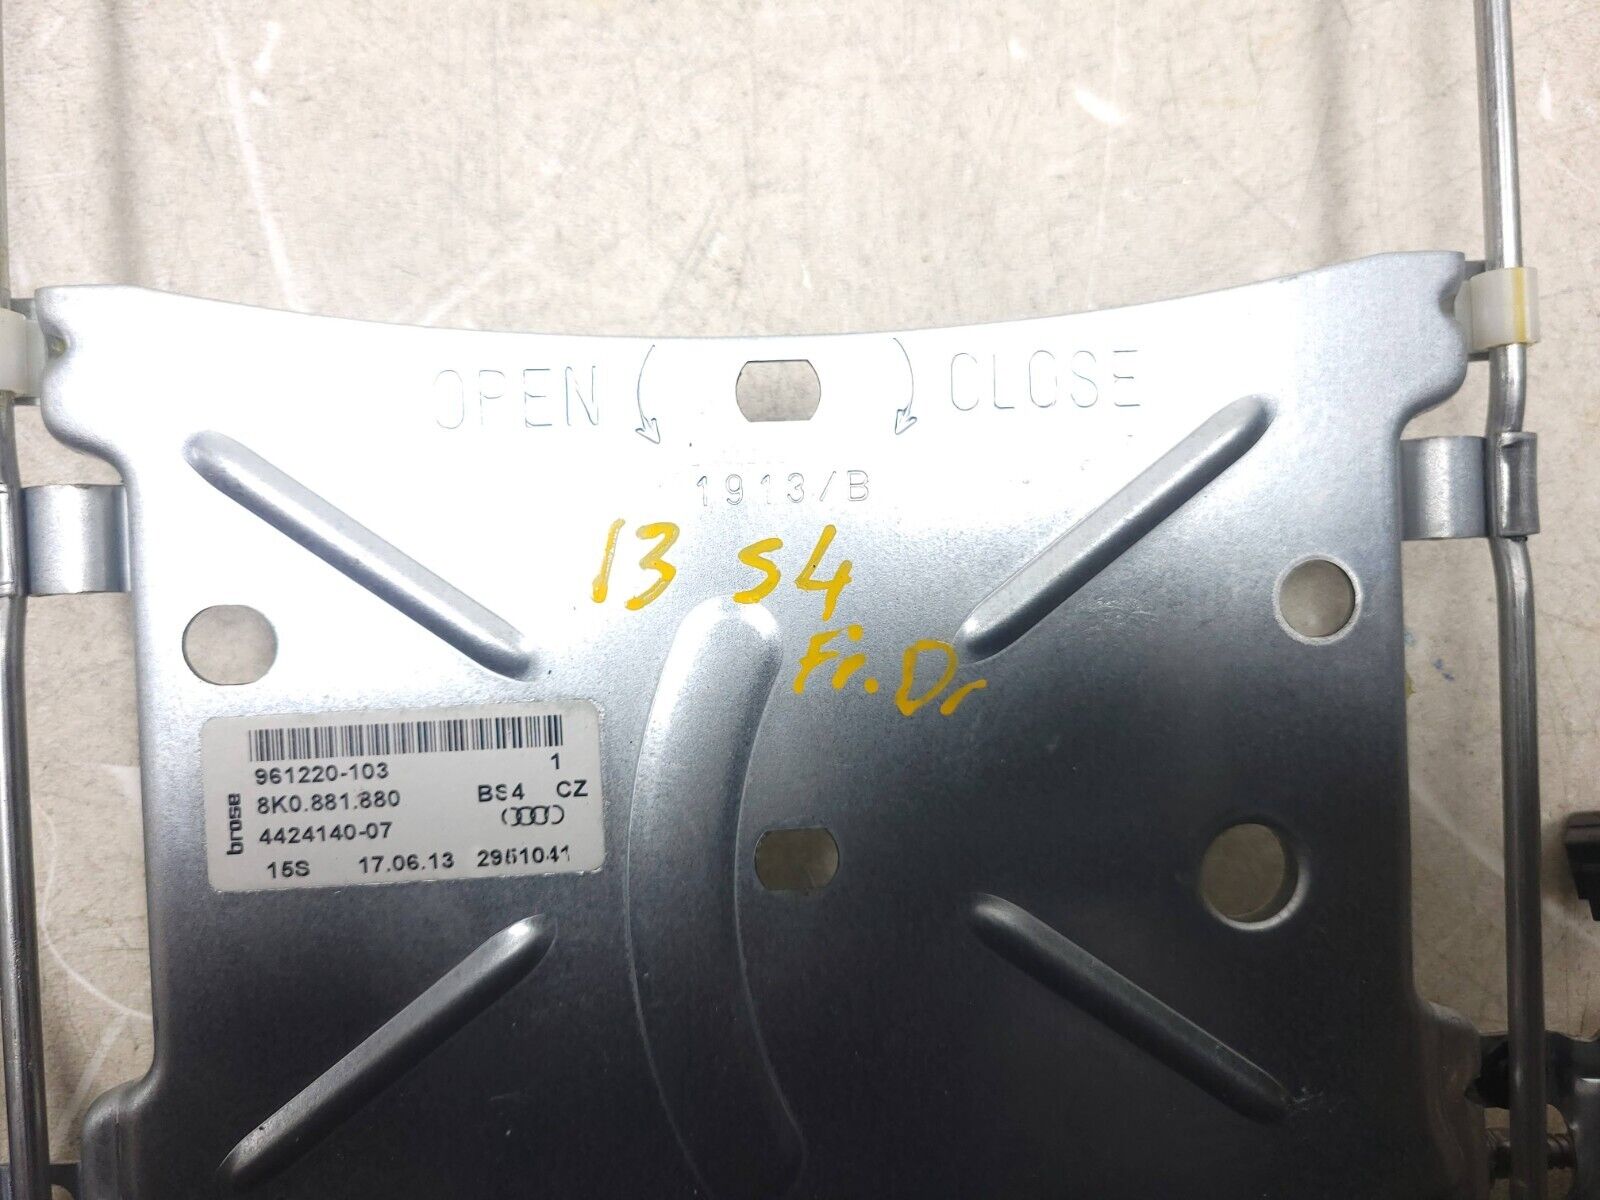 OPEN CLOSE
1913/B
13 S4
Fr. Dr
961220-103 1
8K0.881.880 BS4 CZ
brose
4424140-07
15S 17.06.13 2951041